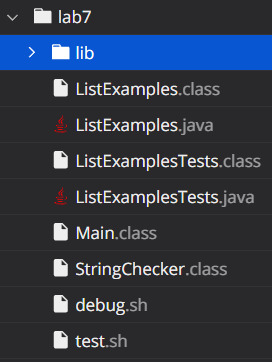 lab7
lib
ListExamples.class
ListExamples.java
ListExamplesTests.class
ListExamplesTests.java
Main.class
StringChecker.class
debug.sh
test.sh